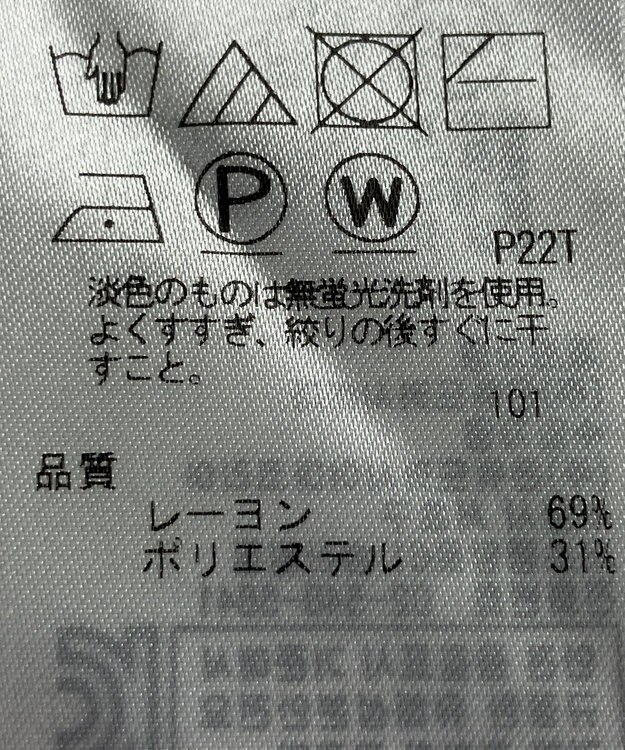 P
W
P22T
淡色のものは無蛍光洗剤を使用。
よくすすぎ、絞りの後すぐに干
すこと。
101
品質
レーヨン 69%
ポリエステル 31%